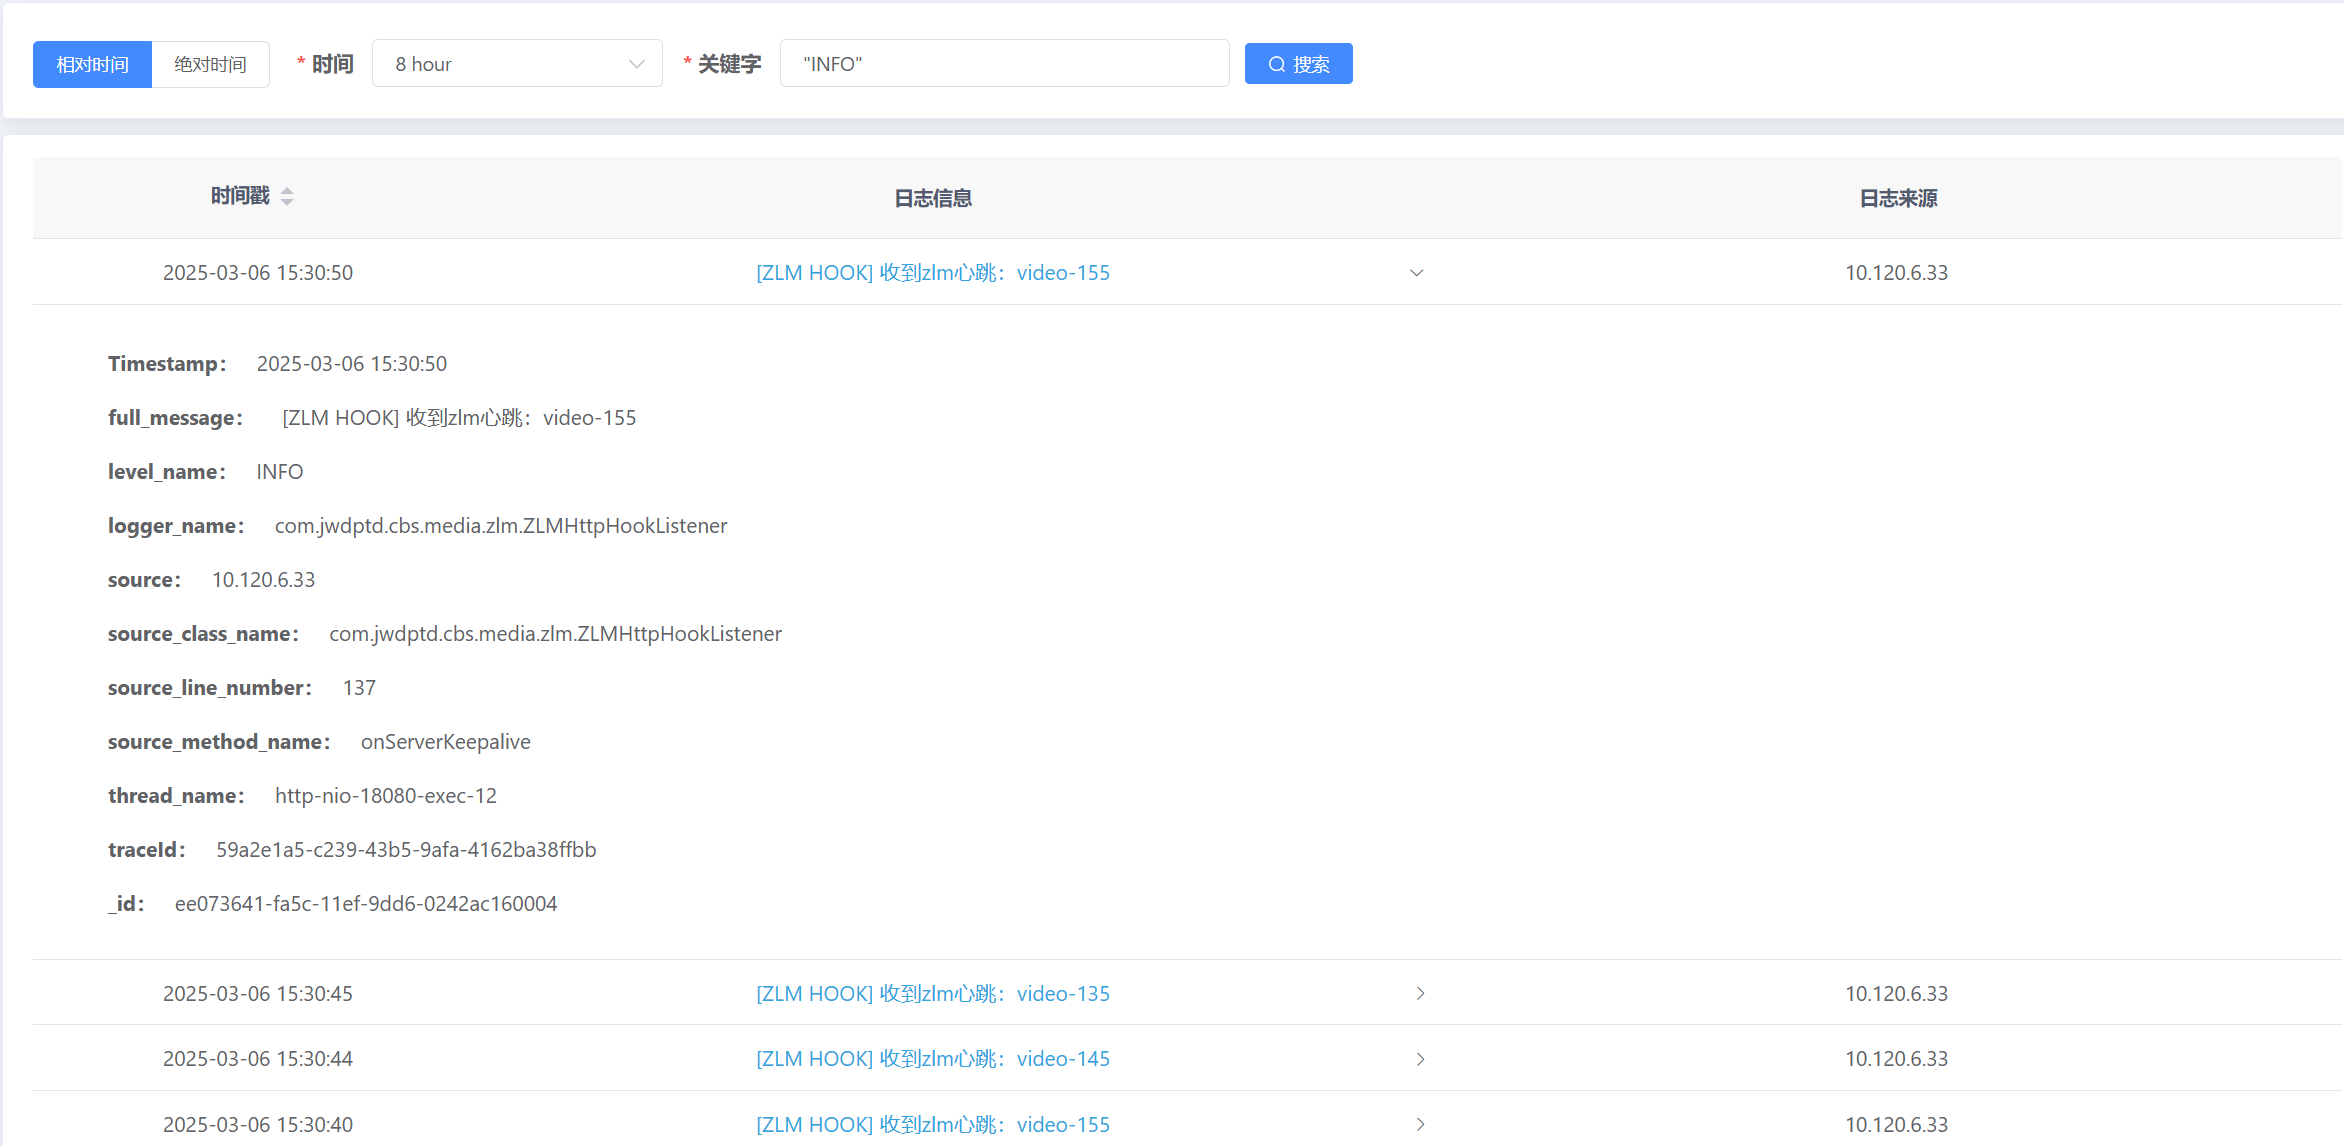 相对时间 绝对时间 * 时间 8 hour * 关键字 "INFO" 搜索
时间戳 日志信息 日志来源
2025-03-06 15:30:50 [ZLM HOOK] 收到zlm心跳：video-155 10.120.6.33
Timestamp： 2025-03-06 15:30:50
full_message： [ZLM HOOK] 收到zlm心跳：video-155
level_name： INFO
logger_name： com.jwdptd.cbs.media.zlm.ZLMHttpHookListener
source： 10.120.6.33
source_class_name： com.jwdptd.cbs.media.zlm.ZLMHttpHookListener
source_line_number： 137
source_method_name： onServerKeepalive
thread_name： http-nio-18080-exec-12
traceId： 59a2e1a5-c239-43b5-9afa-4162ba38ffbb
_id： ee073641-fa5c-11ef-9dd6-0242ac160004
2025-03-06 15:30:45 [ZLM HOOK] 收到zlm心跳：video-135 10.120.6.33
2025-03-06 15:30:44 [ZLM HOOK] 收到zlm心跳：video-145 10.120.6.33
2025-03-06 15:30:40 [ZLM HOOK] 收到zlm心跳：video-155 10.120.6.33